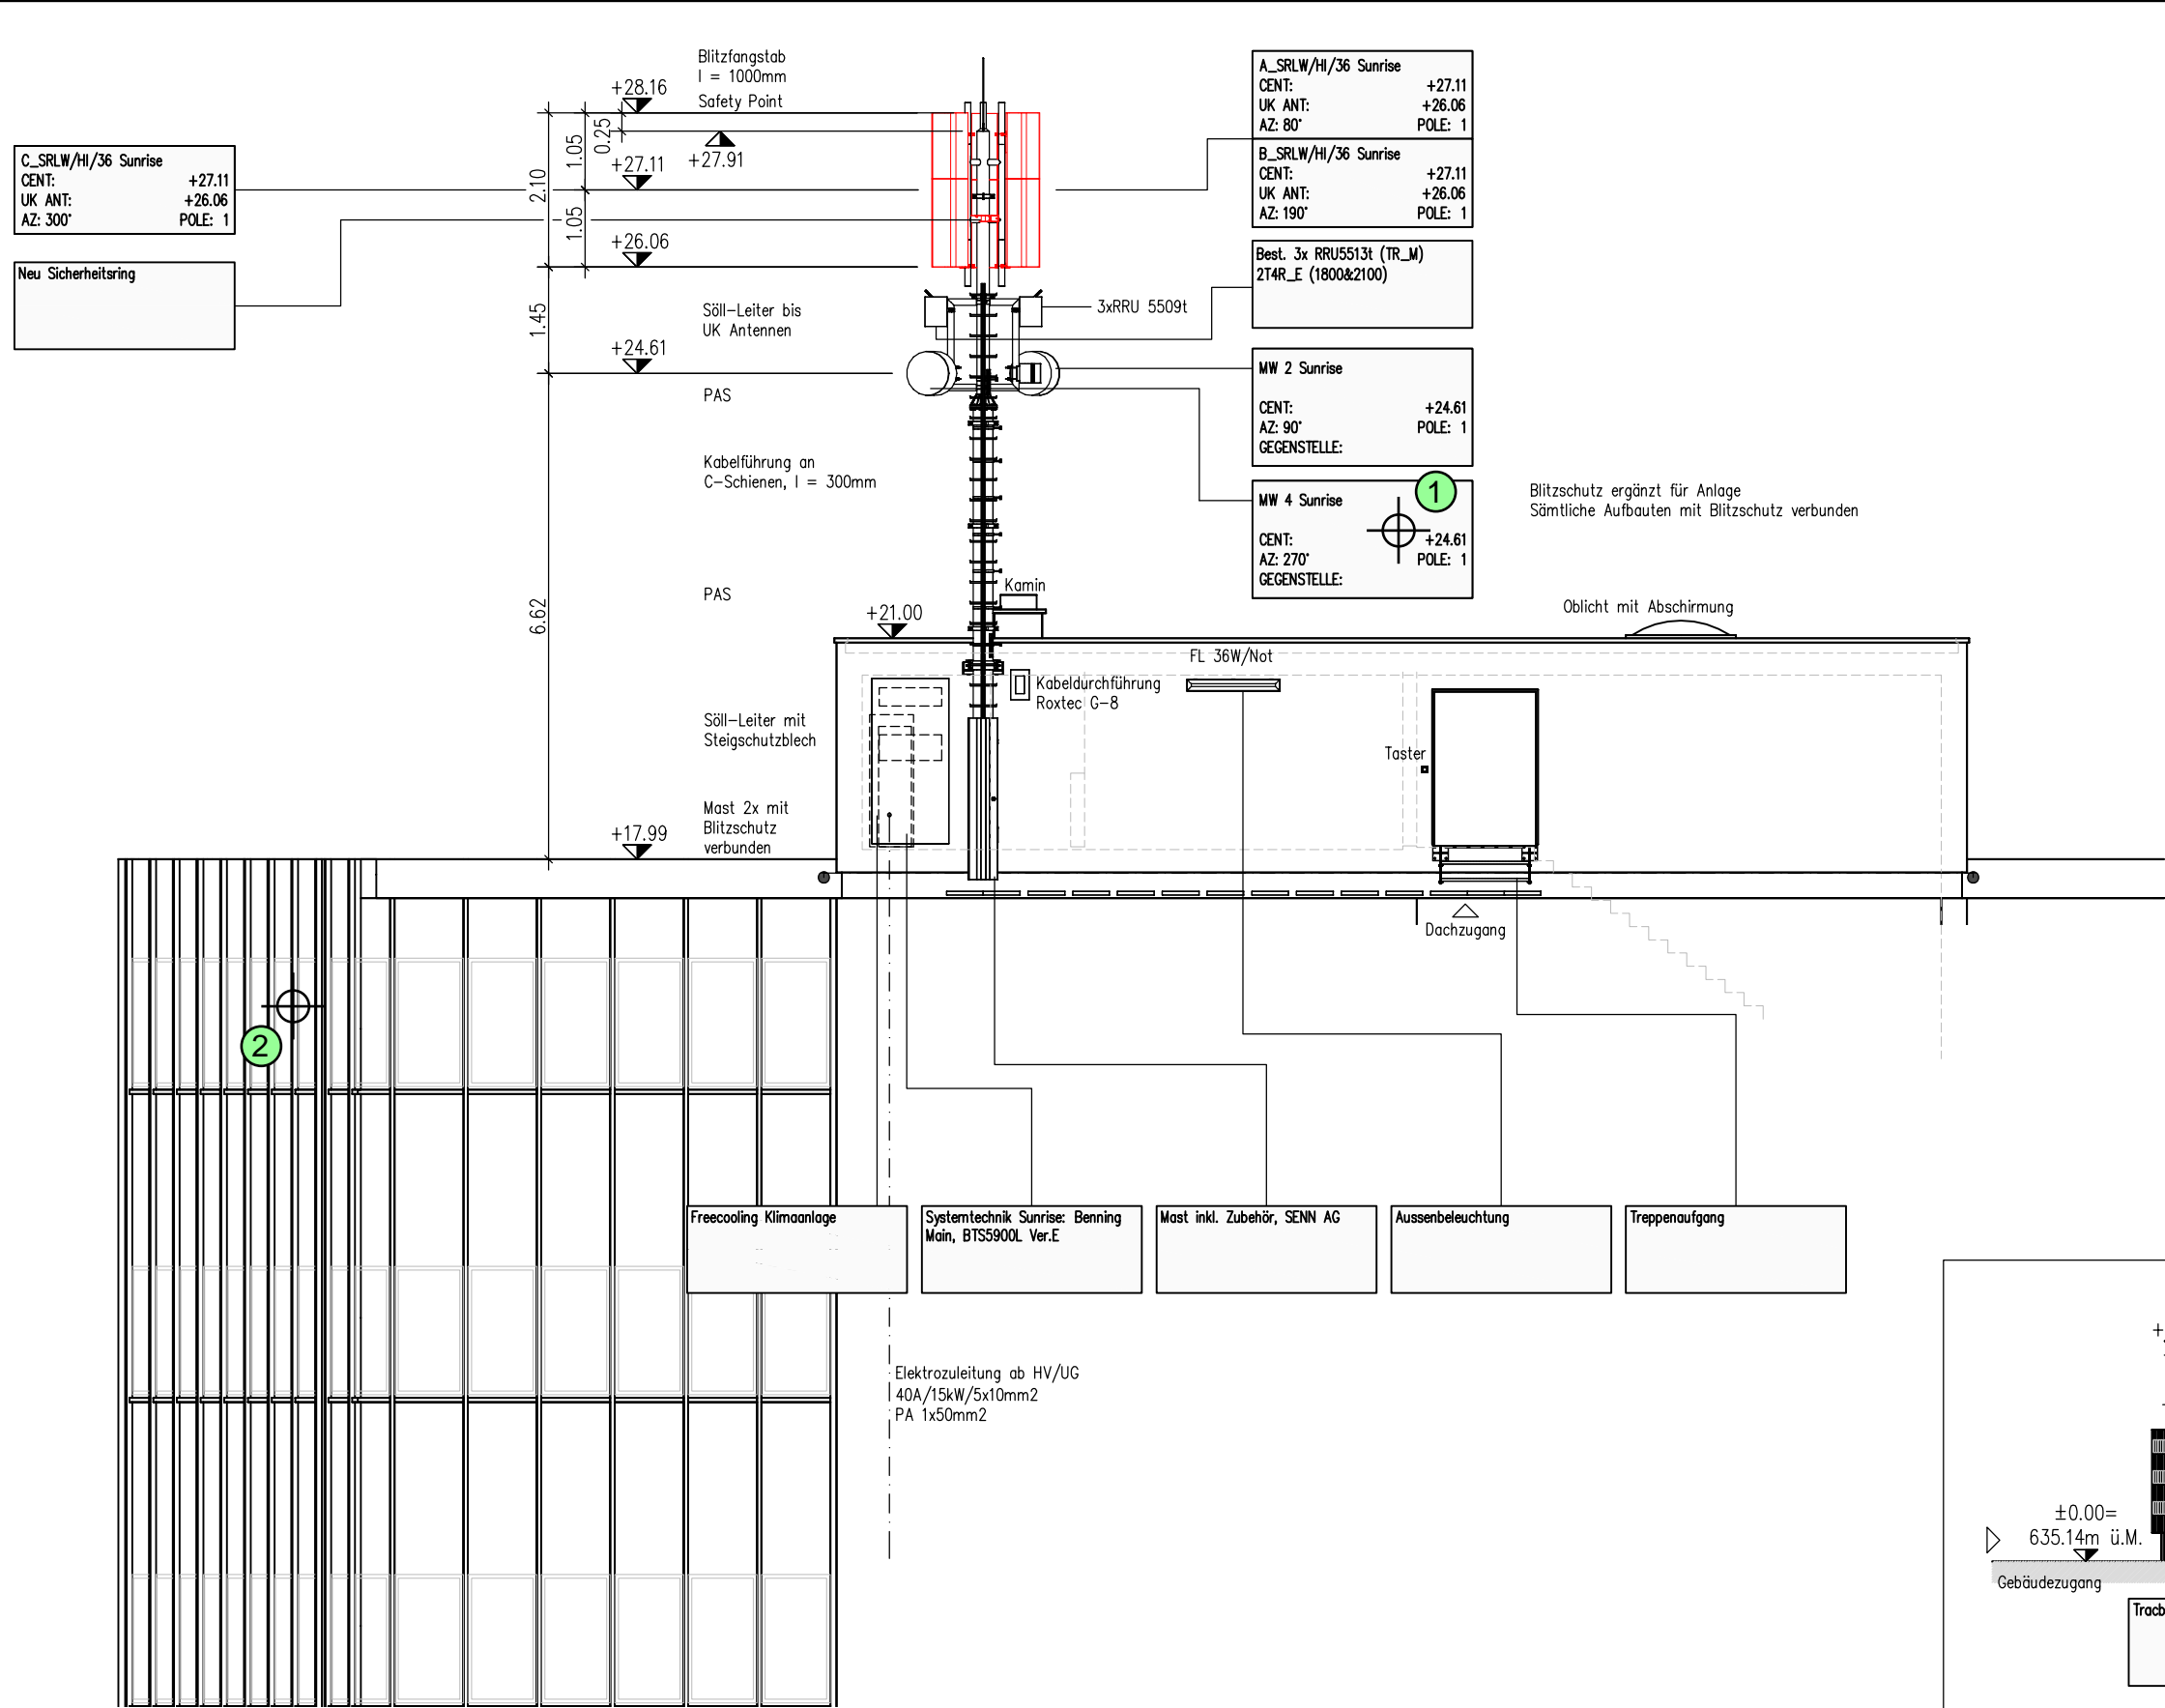 Blitzfangstab
l = 1000mm
Safety Point
+28.16
0.25
1.05
2.10
+27.91
+27.11
1.05
+26.06
1.45
+24.61
6.62
+17.99
+21.00
C_SRLW/HI/36 Sunrise
CENT: +27.11
UK ANT: +26.06
AZ: 300° POLE: 1
Neu Sicherheitsring
A_SRLW/HI/36 Sunrise
CENT: +27.11
UK ANT: +26.06
AZ: 80° POLE: 1
B_SRLW/HI/36 Sunrise
CENT: +27.11
UK ANT: +26.06
AZ: 190° POLE: 1
Best. 3x RRU5513t (TR_M)
2T4R_E (1800&2100)
3xRRU 5509t
Söll-Leiter bis
UK Antennen
MW 2 Sunrise
CENT: +24.61
AZ: 90° POLE: 1
GEGENSTELLE:
PAS
Kabelführung an
C-Schienen, l = 300mm
1
MW 4 Sunrise
CENT: +24.61
AZ: 270° POLE: 1
GEGENSTELLE:
Blitzschutz ergänzt für Anlage
Sämtliche Aufbauten mit Blitzschutz verbunden
PAS
Kamin
Oblicht mit Abschirmung
FL 36W/Not
Kabeldurchführung
Roxtec G-8
Söll-Leiter mit
Steigschutzblech
Taster
Mast 2x mit
Blitzschutz
verbunden
Dachzugang
2
Freecooling Klimaanlage
Systemtechnik Sunrise: Benning
Main, BTS5900L Ver.E
Mast inkl. Zubehör, SENN AG
Aussenbeleuchtung
Treppenaufgang
Elektrozuleitung ab HV/UG
40A/15kW/5x10mm2
PA 1x50mm2
±0.00=
635.14m ü.M.
Gebäudezugang